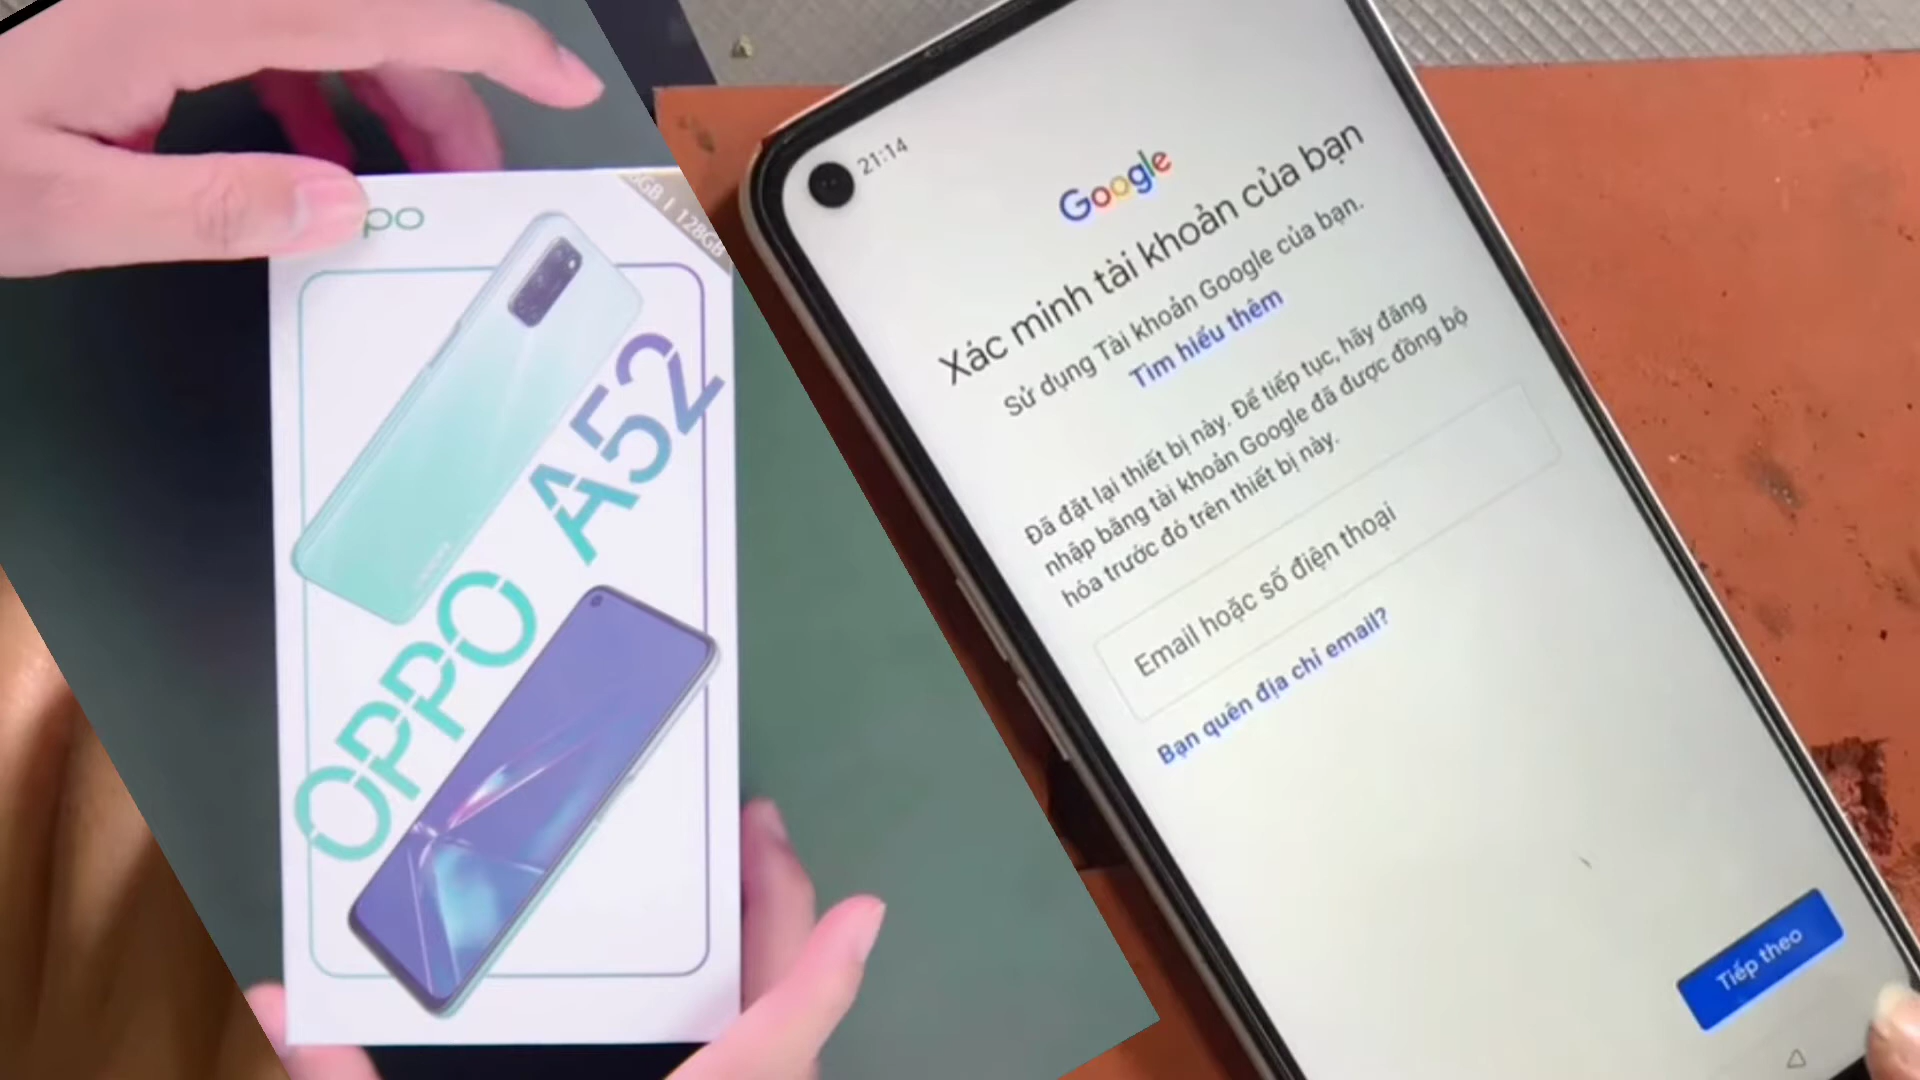 po
8GB | 128GB
OPPO A52
21:14
Google
Xác minh tài khoản của bạn
Sử dụng Tài khoản Google của bạn.
Tìm hiểu thêm
Đã đặt lại thiết bị này. Để tiếp tục, hãy đăng
nhập bằng tài khoản Google đã được đồng bộ
hóa trước đó trên thiết bị này.
Email hoặc số điện thoại
Bạn quên địa chỉ email?
Tiếp theo